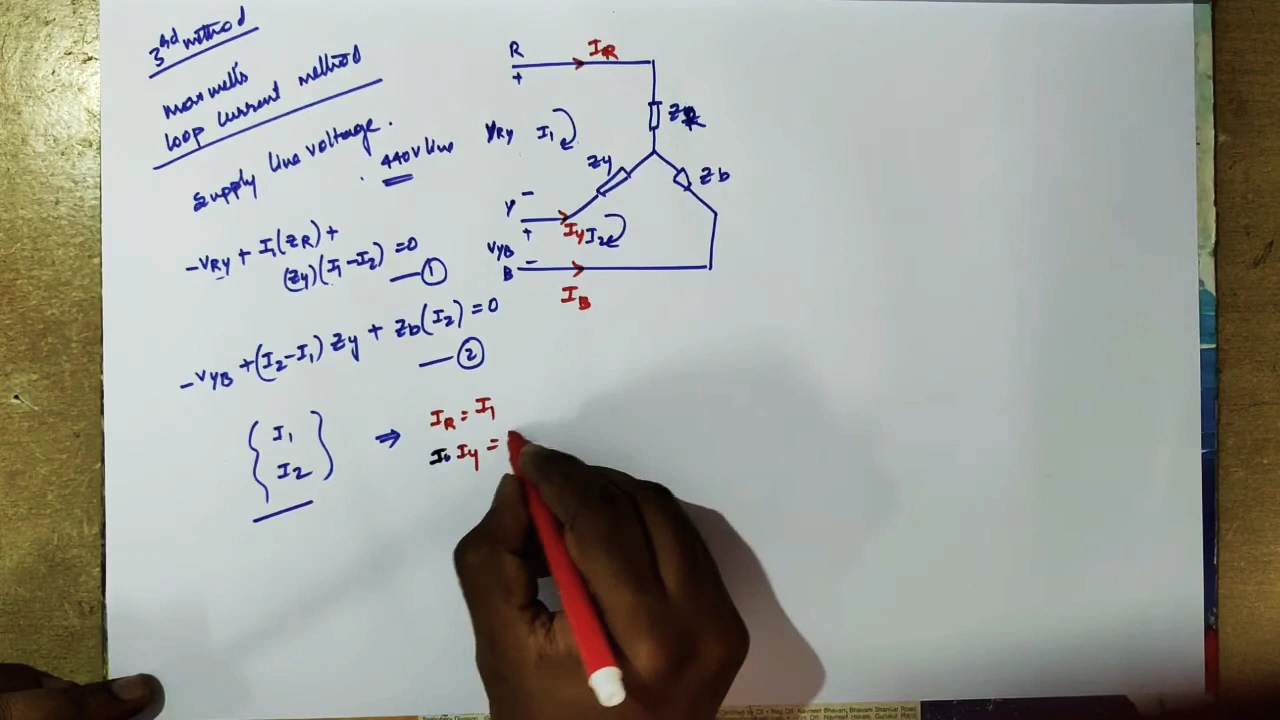 3rd method
maxwell's
loop current method
supply line voltage.
440V line
-VRY + I1(ZR) +
(Zy)(I1-I2) = 0
—①
-VYB + (I2-I1) Zy + Zb(I2) = 0
—②
I1
I2
⇒
IR = I1
Iy =
R
+
IR
ZR
VRY
I1
Zy
Zb
-
Y
+
Iy
I2
VYB
-
B
IB